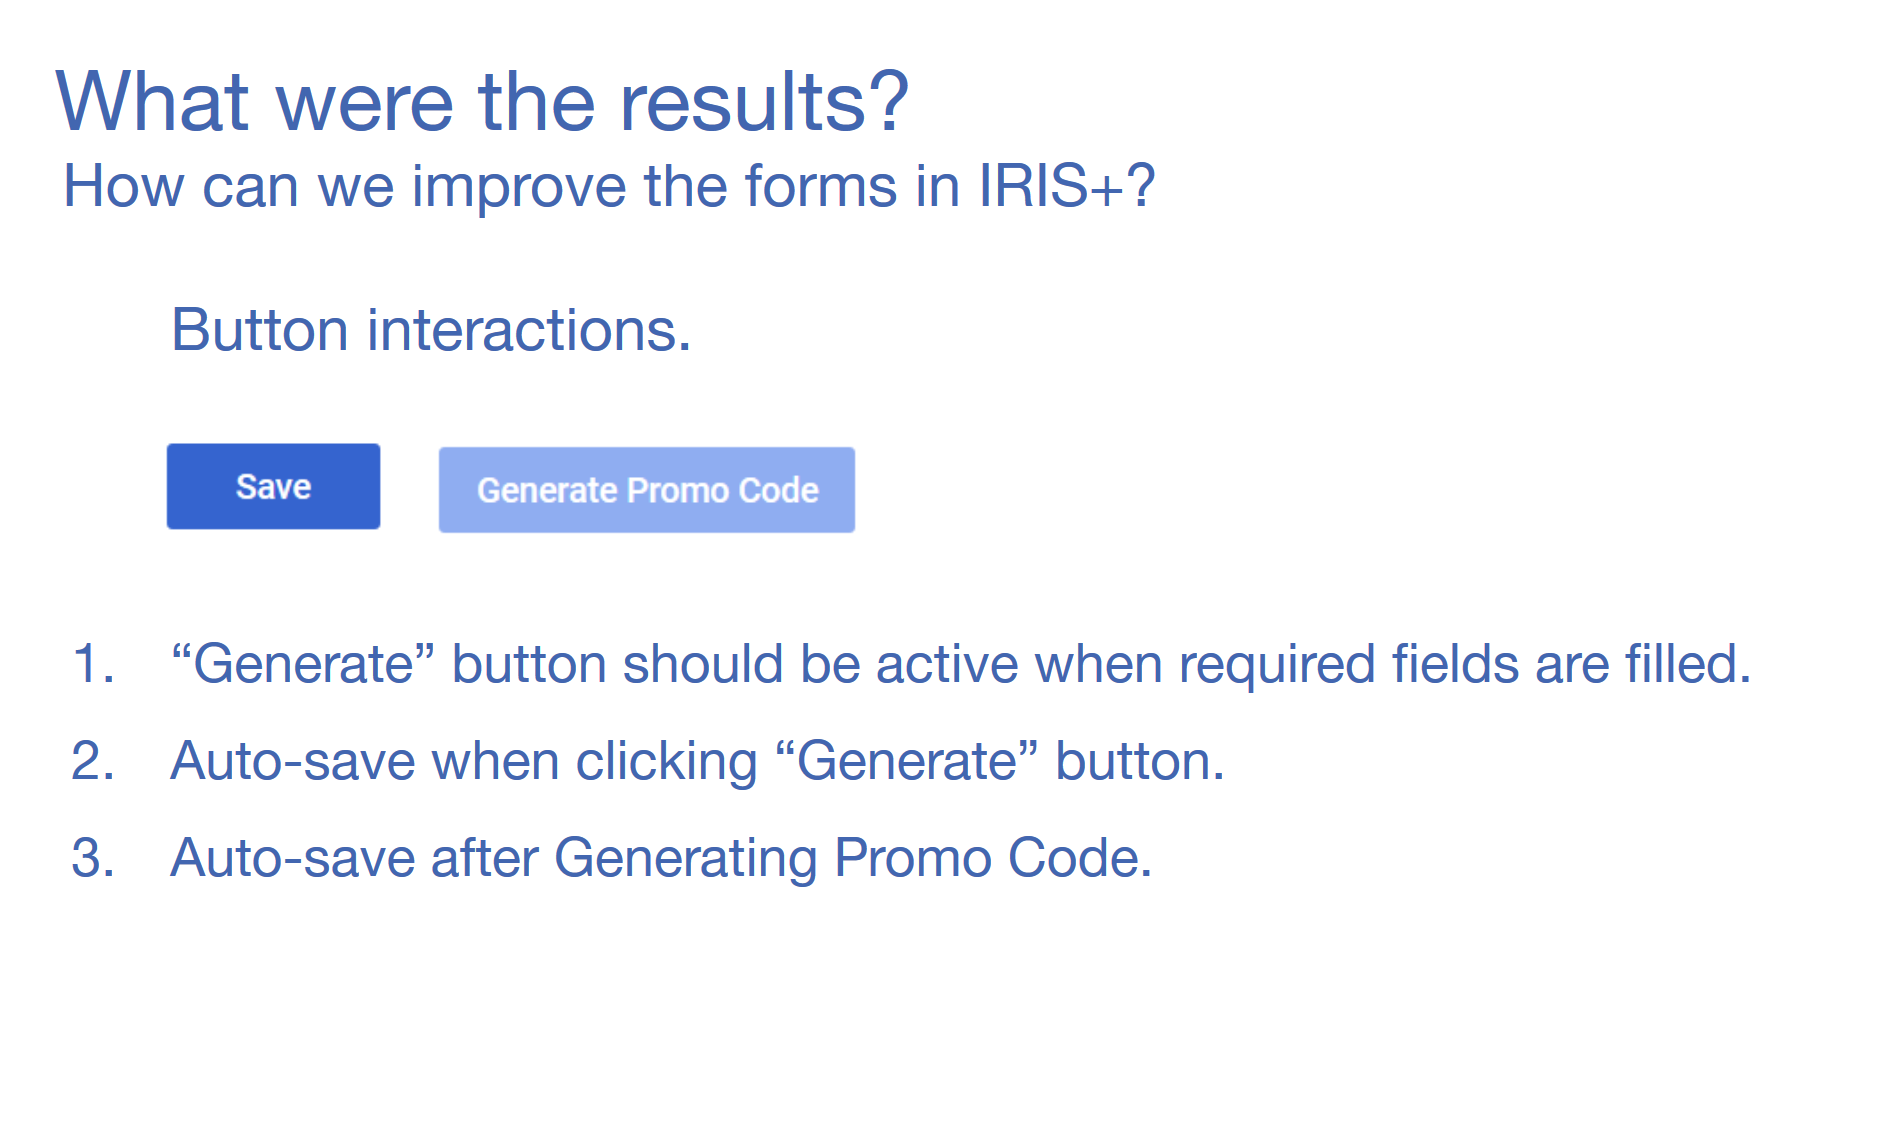 What were the results?
How can we improve the forms in IRIS+?
Button interactions.
Save
Generate Promo Code
1. “Generate” button should be active when required fields are filled.
2. Auto-save when clicking “Generate” button.
3. Auto-save after Generating Promo Code.